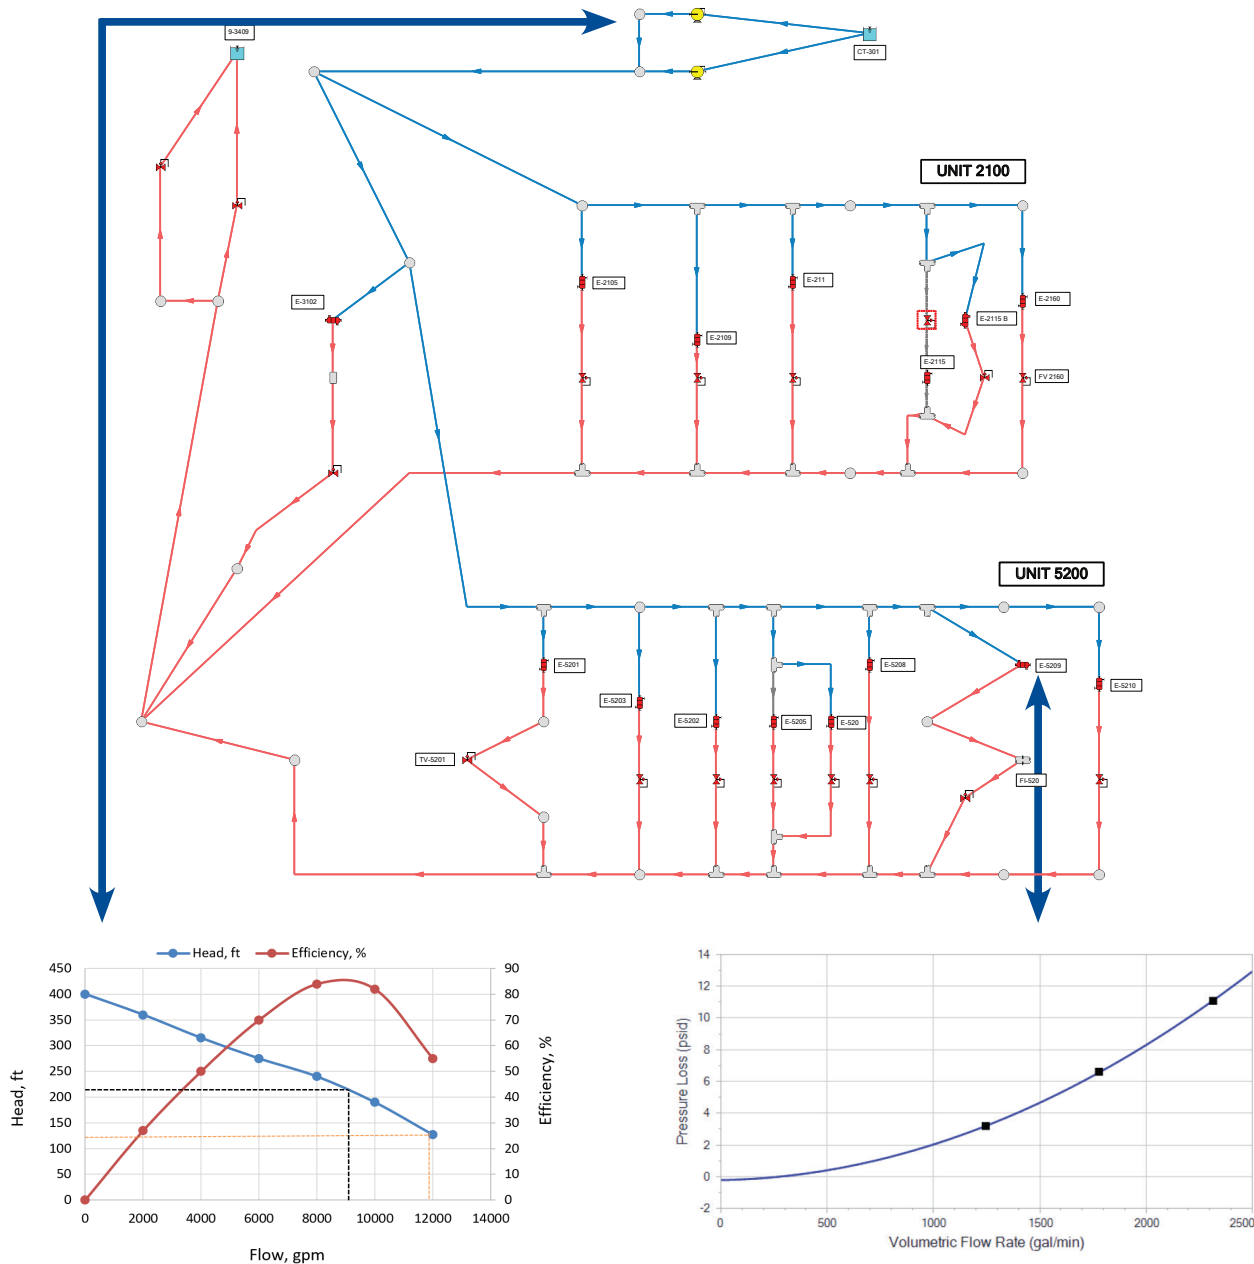 9-3409
CT-301
UNIT 2100
E-2105
E-211
E-3102
E-2160
E-2115 B
E-2109
E-2115
FV 2160
UNIT 5200
E-5201
E-5208
E-5209
E-5210
E-5203
E-5202
E-5205
E-520
TV-5201
FI-520
Head, ft
Efficiency, %
450
400
350
300
250
200
150
100
50
0
90
80
70
60
50
40
30
20
10
0
0
2000
4000
6000
8000
10000
12000
14000
Head, ft
Efficiency, %
Flow, gpm
14
12
10
8
6
4
2
0
-2
0
500
1000
1500
2000
2500
Pressure Loss (psid)
Volumetric Flow Rate (gal/min)